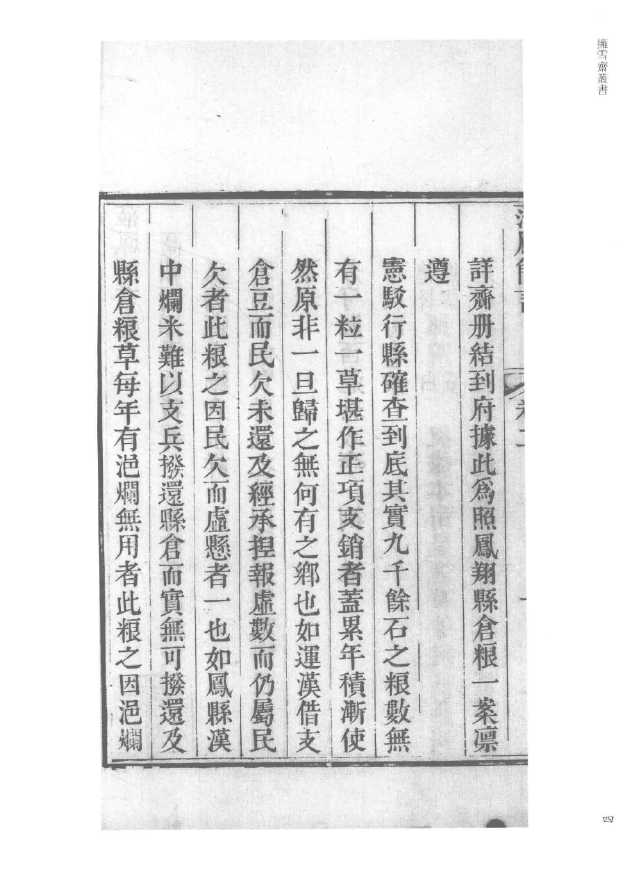 雪齋叢書
卷二
詳齎册結到府據此爲照鳳翔縣倉粮一案凛
遵
憲駁行縣確查到底其實九千餘石之粮數無
有一粒一草堪作正項支銷者蓋累年積漸使
然原非一旦歸之無何有之鄉也如運漢借支
倉豆而民欠未還及經承捏報虛數而仍屬民
欠者此粮之因民欠而虛懸者一也如鳳縣漢
中爛米難以支兵撥還縣倉而實無可撥還及
縣倉粮草每年有浥爛無用者此粮之因浥爛